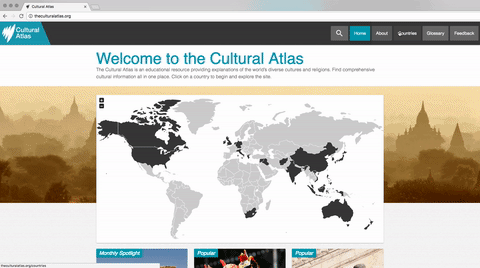 Cultural Atlas
theculturalatlas.org
Cultural
Atlas
Home
About
Countries
Glossary
Feedback
Welcome to the Cultural Atlas
The Cultural Atlas is an educational resource providing explanations of the world's diverse cultures and religions. Find comprehensive
cultural information all in one place. Click on a country to begin and explore the site.
+
-
Monthly Spotlight
Popular
Popular
theculturalatlas.org/countries